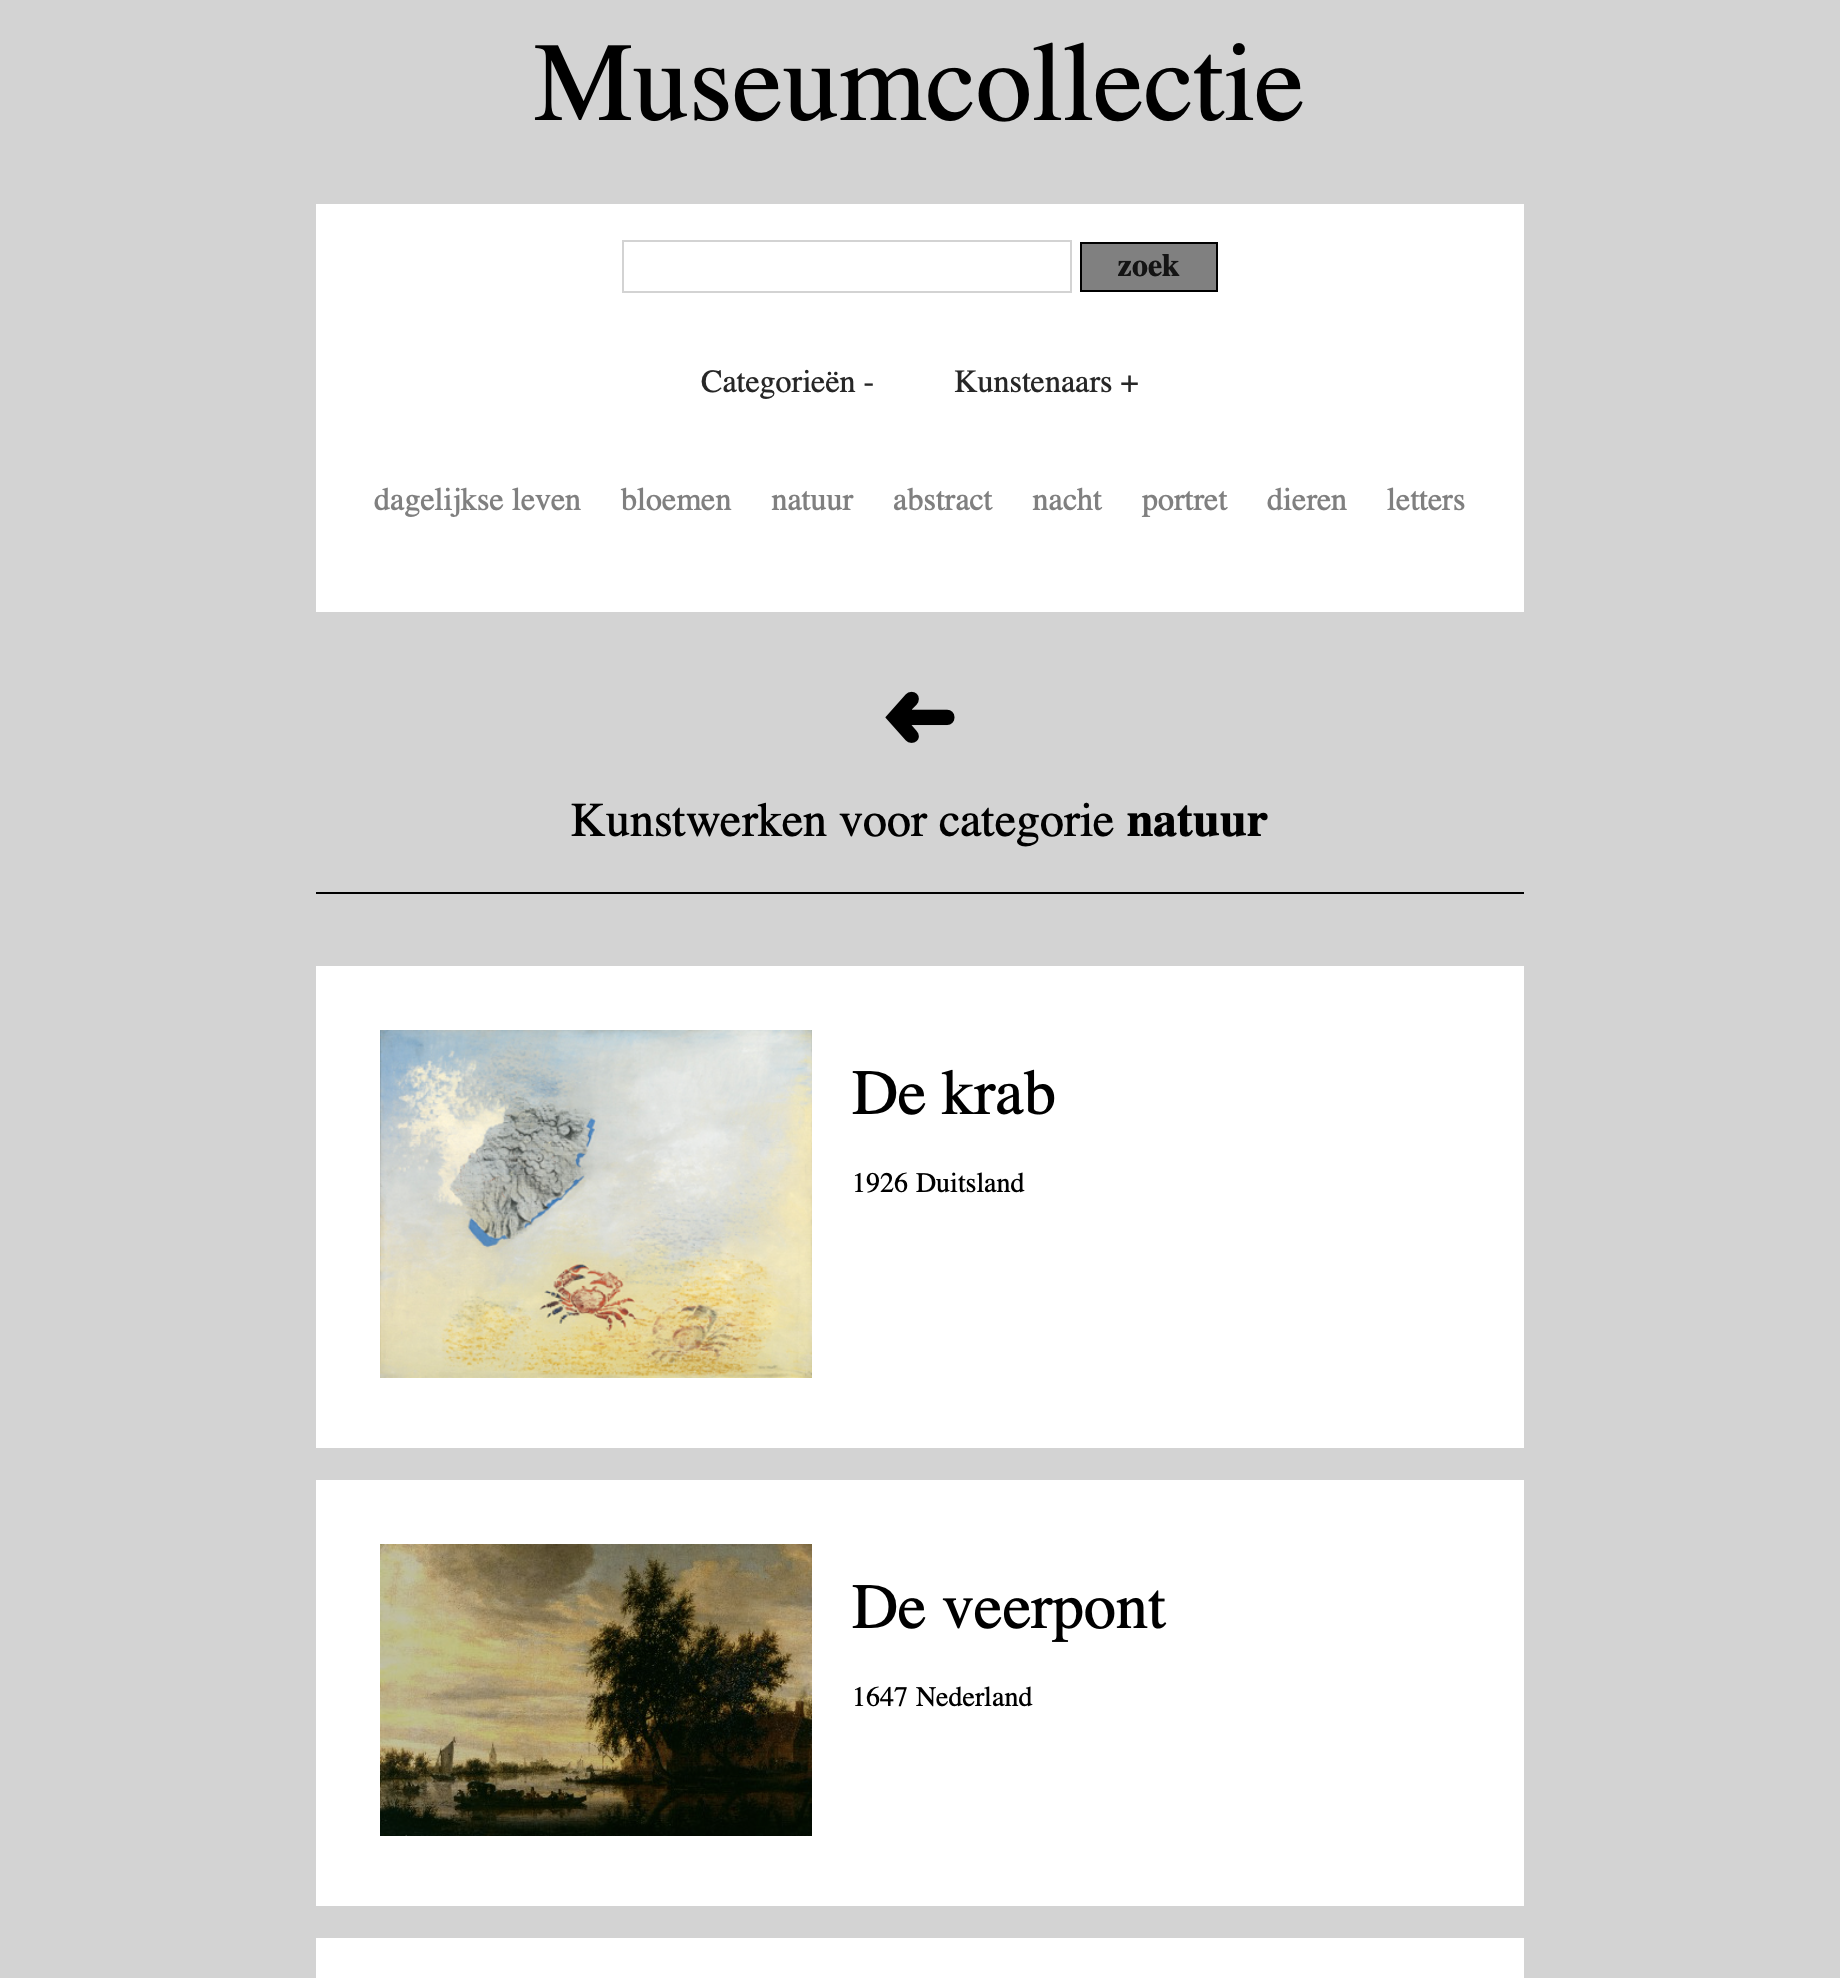 Museumcollectie
zoek
Categorieën - Kunstenaars +
dagelijkse leven bloemen natuur abstract nacht portret dieren letters
Kunstwerken voor categorie natuur
De krab
1926 Duitsland
De veerpont
1647 Nederland